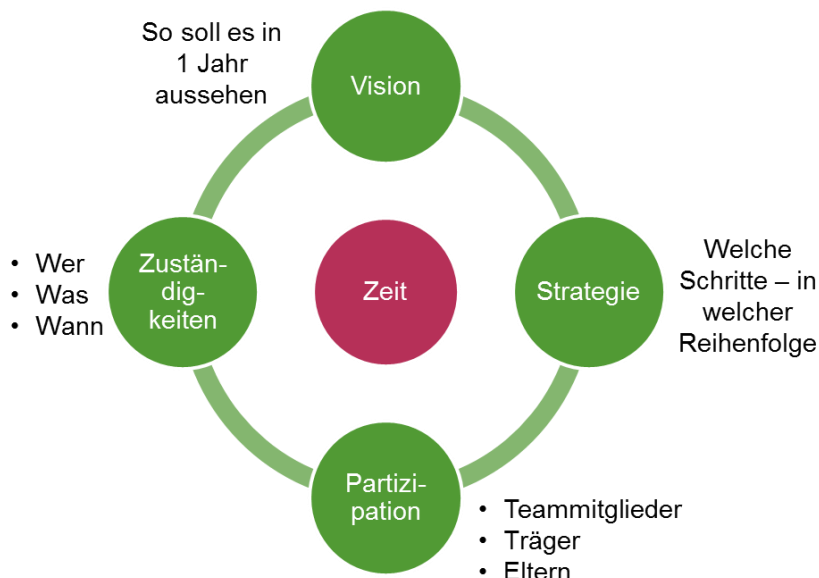 So soll es in
1 Jahr
aussehen
Vision
• Wer
• Was
• Wann
Zustän-
dig-
keiten
Zeit
Strategie
Welche
Schritte – in
welcher
Reihenfolge
Partizi-
pation
• Teammitglieder
• Träger
• Eltern